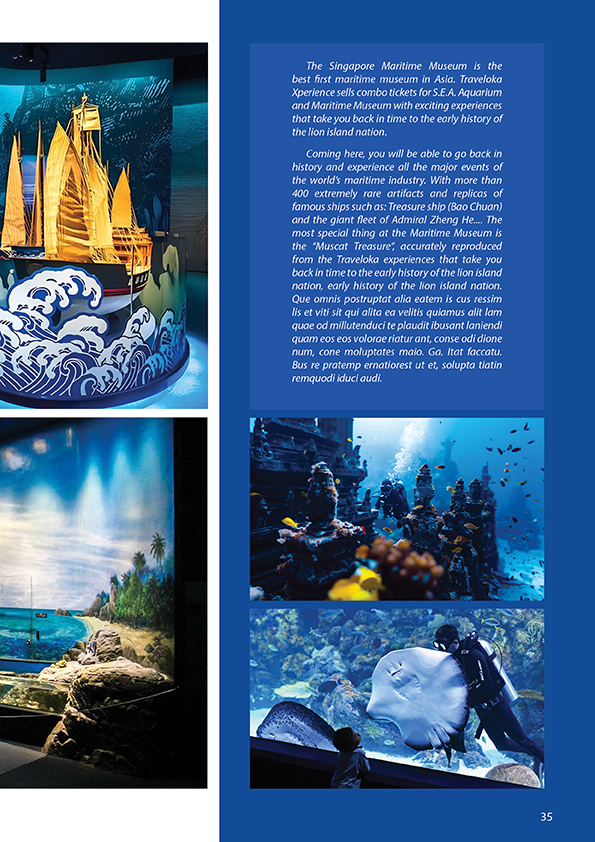 The Singapore Maritime Museum is the
best first maritime museum in Asia. Traveloka
Xperience sells combo tickets for S.E.A. Aquarium
and Maritime Museum with exciting experiences
that take you back in time to the early history of
the lion island nation.
Coming here, you will be able to go back in
history and experience all the major events of
the world's maritime industry. With more than
400 extremely rare artifacts and replicas of
famous ships such as: Treasure ship (Bao Chuan)
and the giant fleet of Admiral Zheng He.... The
most special thing at the Maritime Museum is
the “Muscat Treasure”, accurately reproduced
from the Traveloka experiences that take you
back in time to the early history of the lion island
nation, early history of the lion island nation.
Que omnis postruptat alia eatem is cus ressim
lis et viti sit qui alita ea velitis quiamus alit lam
quae od millutenduci te plaudit ibusant laniendi
quam eos eos volorae riatur ant, conse odi dione
num, cone moluptates maio. Ga. Itat faccatu.
Bus re pratemp ernatiorest ut et, solupta tiatin
remquodi iduci audi.
35